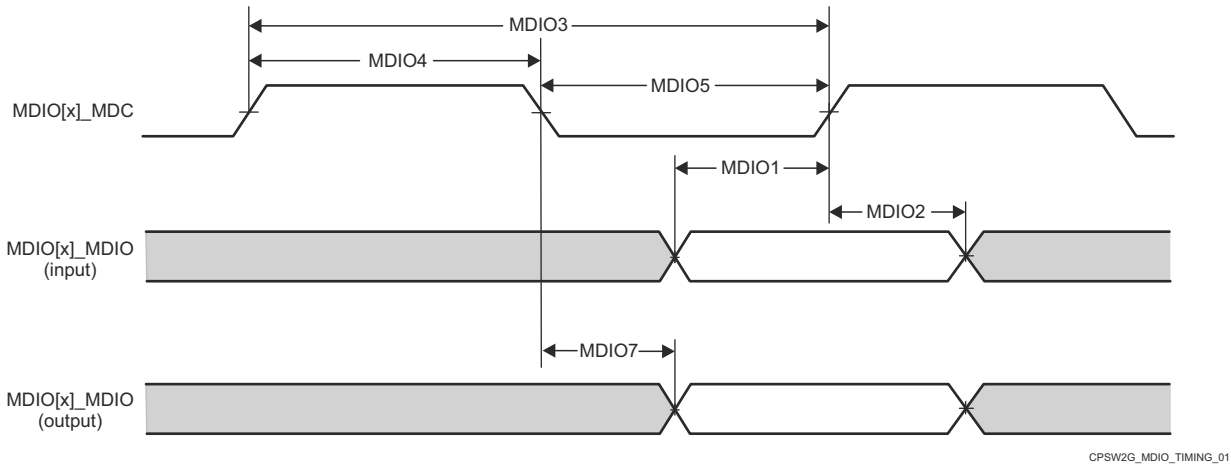 MDIO3
MDIO4
MDIO5
MDIO[x]_MDC
MDIO1
MDIO2
MDIO[x]_MDIO
(input)
MDIO7
MDIO[x]_MDIO
(output)
CPSW2G_MDIO_TIMING_01